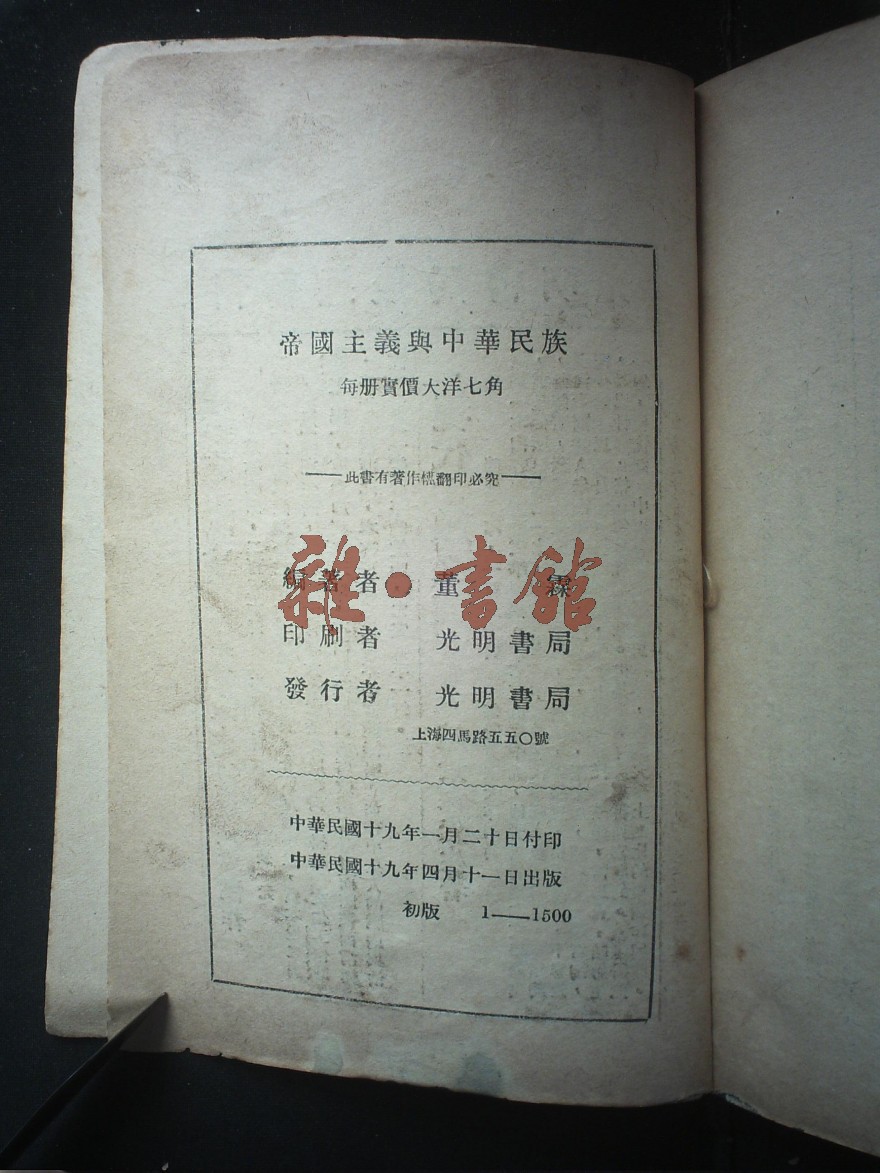 帝國主義與中華民族
每册實價大洋七角
——此書有著作權翻印必究——
編著者 董霖
印刷者 光明書局
發行者 光明書局
上海四馬路五五〇號
中華民國十九年一月二十日付印
中華民國十九年四月十一日出版
初版 1——1500
雜·書館